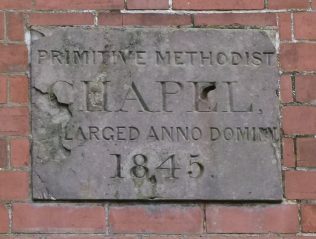 PRIMITIVE METHODIST
CHAPEL,
LARGED ANNO DOMINI
1845.